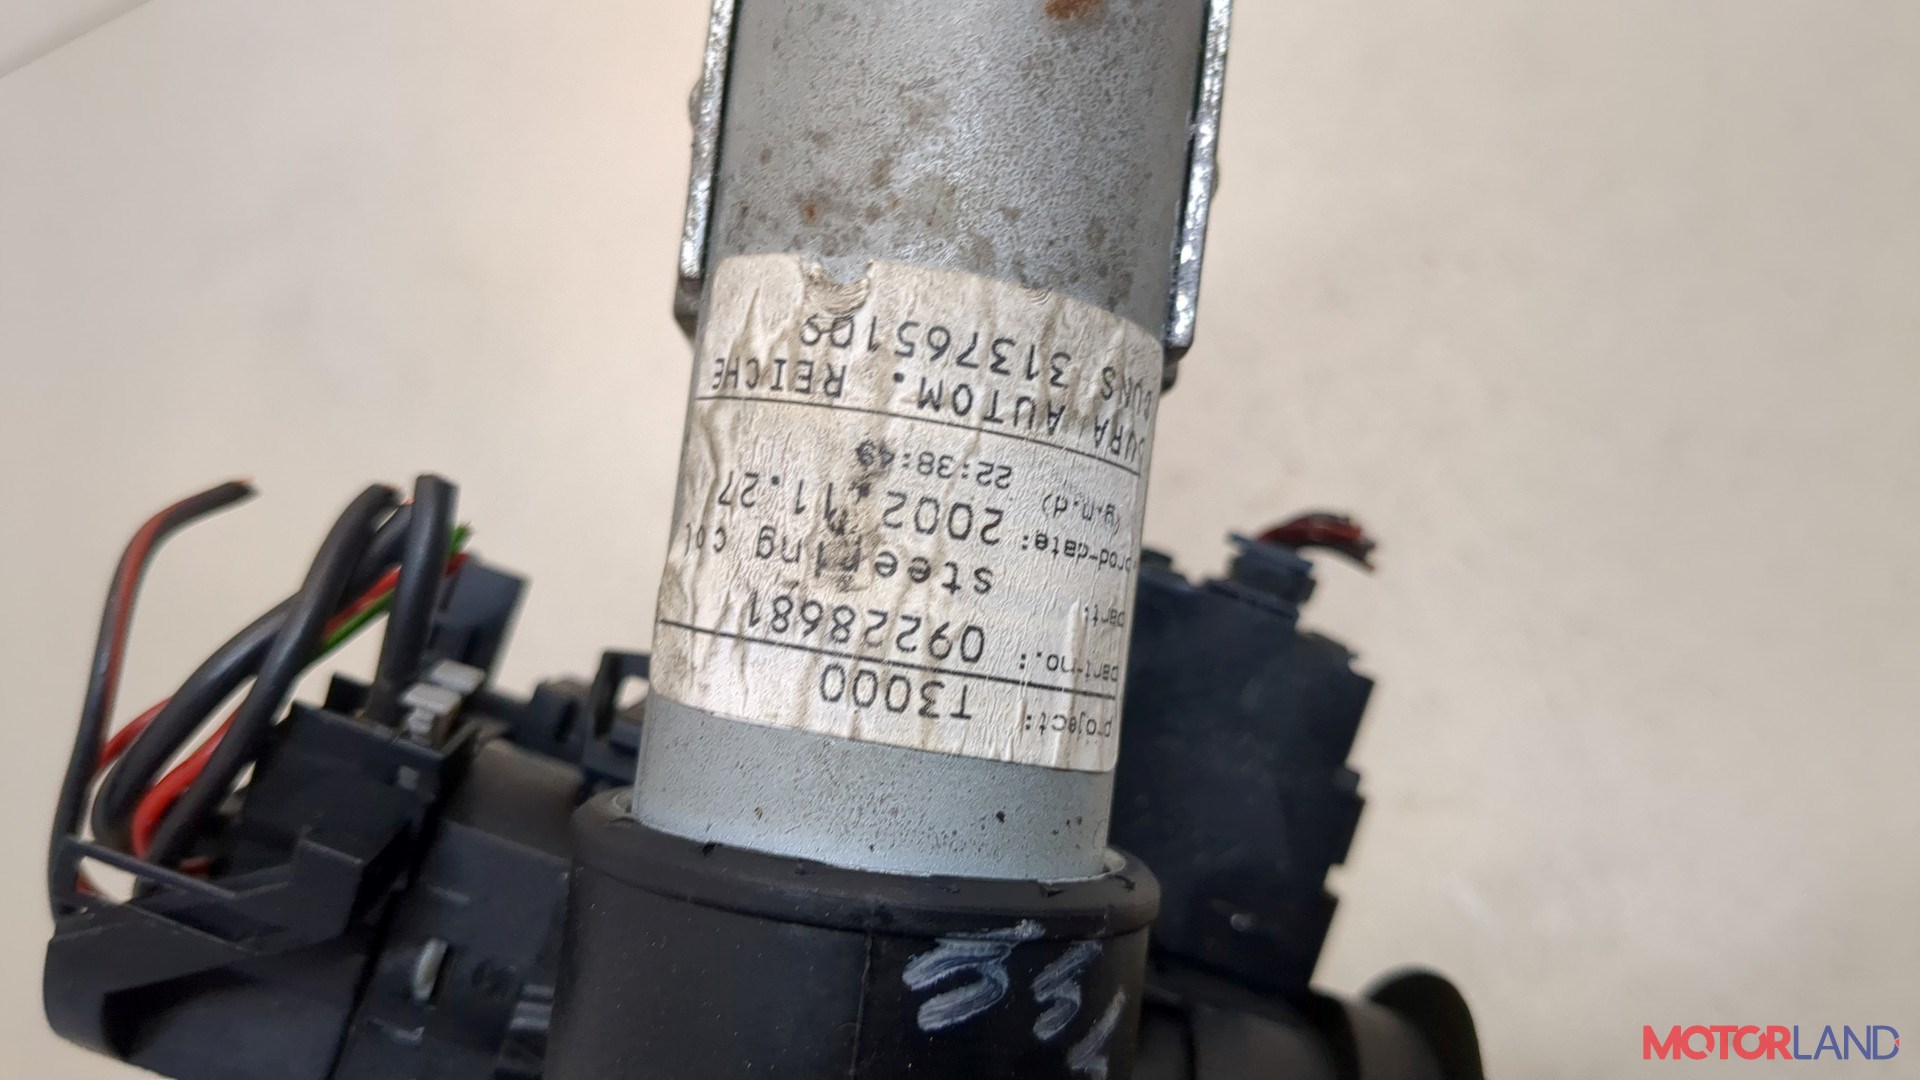 project: T3000
part-no.: 09228681
part: steering col
prod-date: 2002.11.27
(y.m.d) 22:38:49
DURA AUTOM. REICHE
DUNS 313765109
MOTORLAND